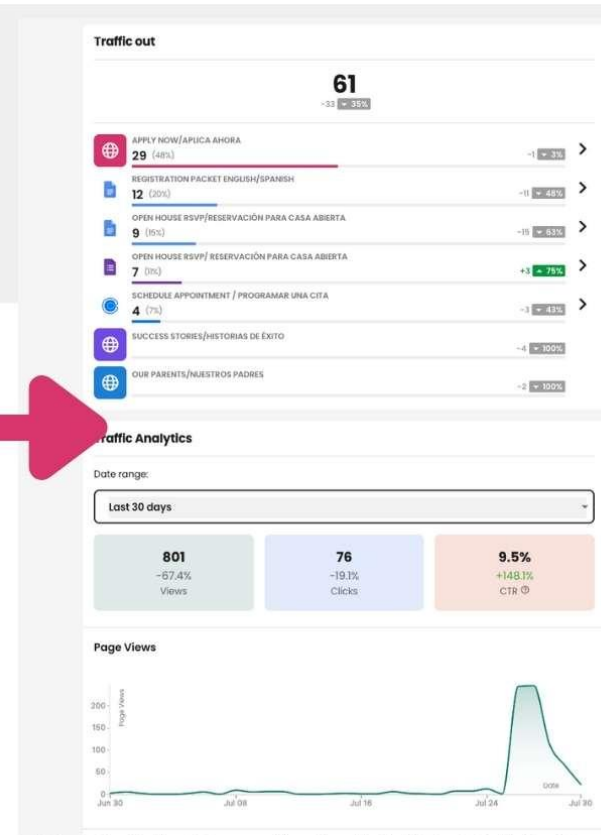 Traffic out
61
-33 35%
APPLY NOW/APLICA AHORA
29 (48%)
-1 3%
REGISTRATION PACKET ENGLISH/SPANISH
12 (20%)
-11 48%
OPEN HOUSE RSVP/RESERVACIÓN PARA CASA ABIERTA
9 (15%)
-15 63%
OPEN HOUSE RSVP/ RESERVACIÓN PARA CASA ABIERTA
7 (11%)
+3 75%
SCHEDULE APPOINTMENT / PROGRAMAR UNA CITA
4 (7%)
-3 43%
SUCCESS STORIES/HISTORIAS DE ÉXITO
-4 100%
OUR PARENTS/NUESTROS PADRES
-2 100%
Traffic Analytics
Date range:
Last 30 days
801
-67.4%
Views
76
-19.1%
Clicks
9.5%
+148.1%
CTR
Page Views
Page Views
200
150
100
50
0
Date
Jun 30 Jul 08 Jul 16 Jul 24 Jul 30